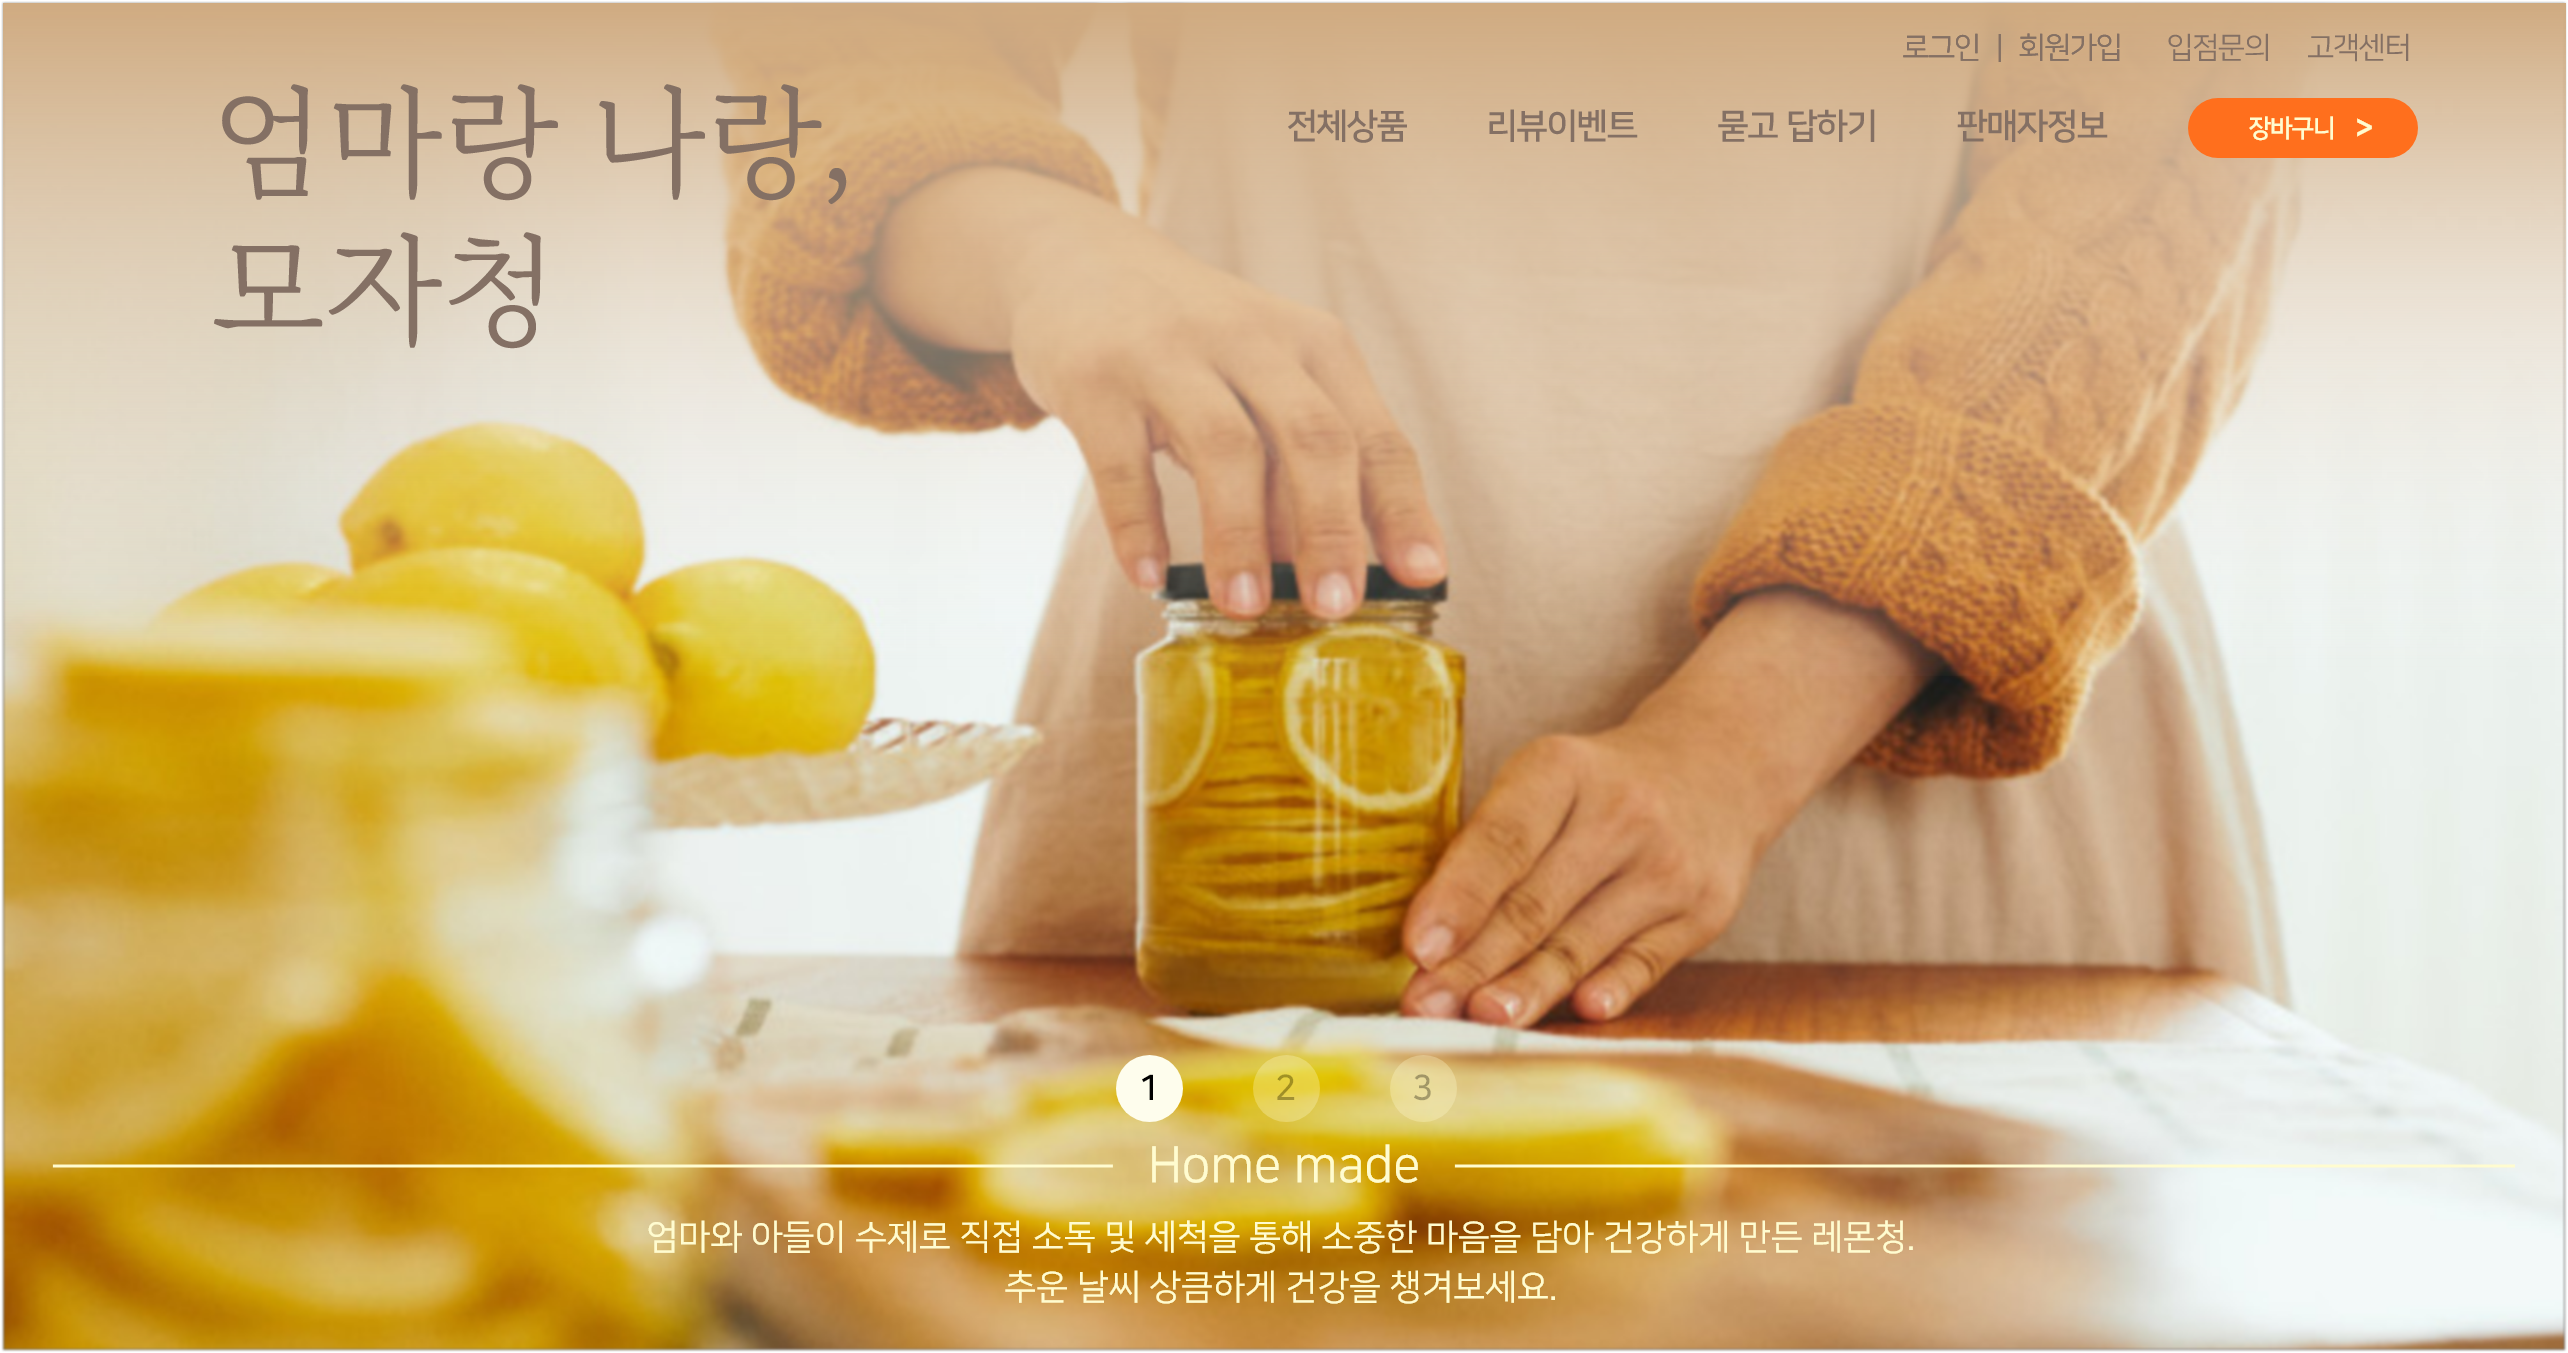 로그인 | 회원가입 입점문의 고객센터
전체상품 리뷰이벤트 묻고 답하기 판매자정보 장바구니 >
엄마랑 나랑,
모자청
1 2 3
Home made
엄마와 아들이 수제로 직접 소독 및 세척을 통해 소중한 마음을 담아 건강하게 만든 레몬청.
추운 날씨 상큼하게 건강을 챙겨보세요.